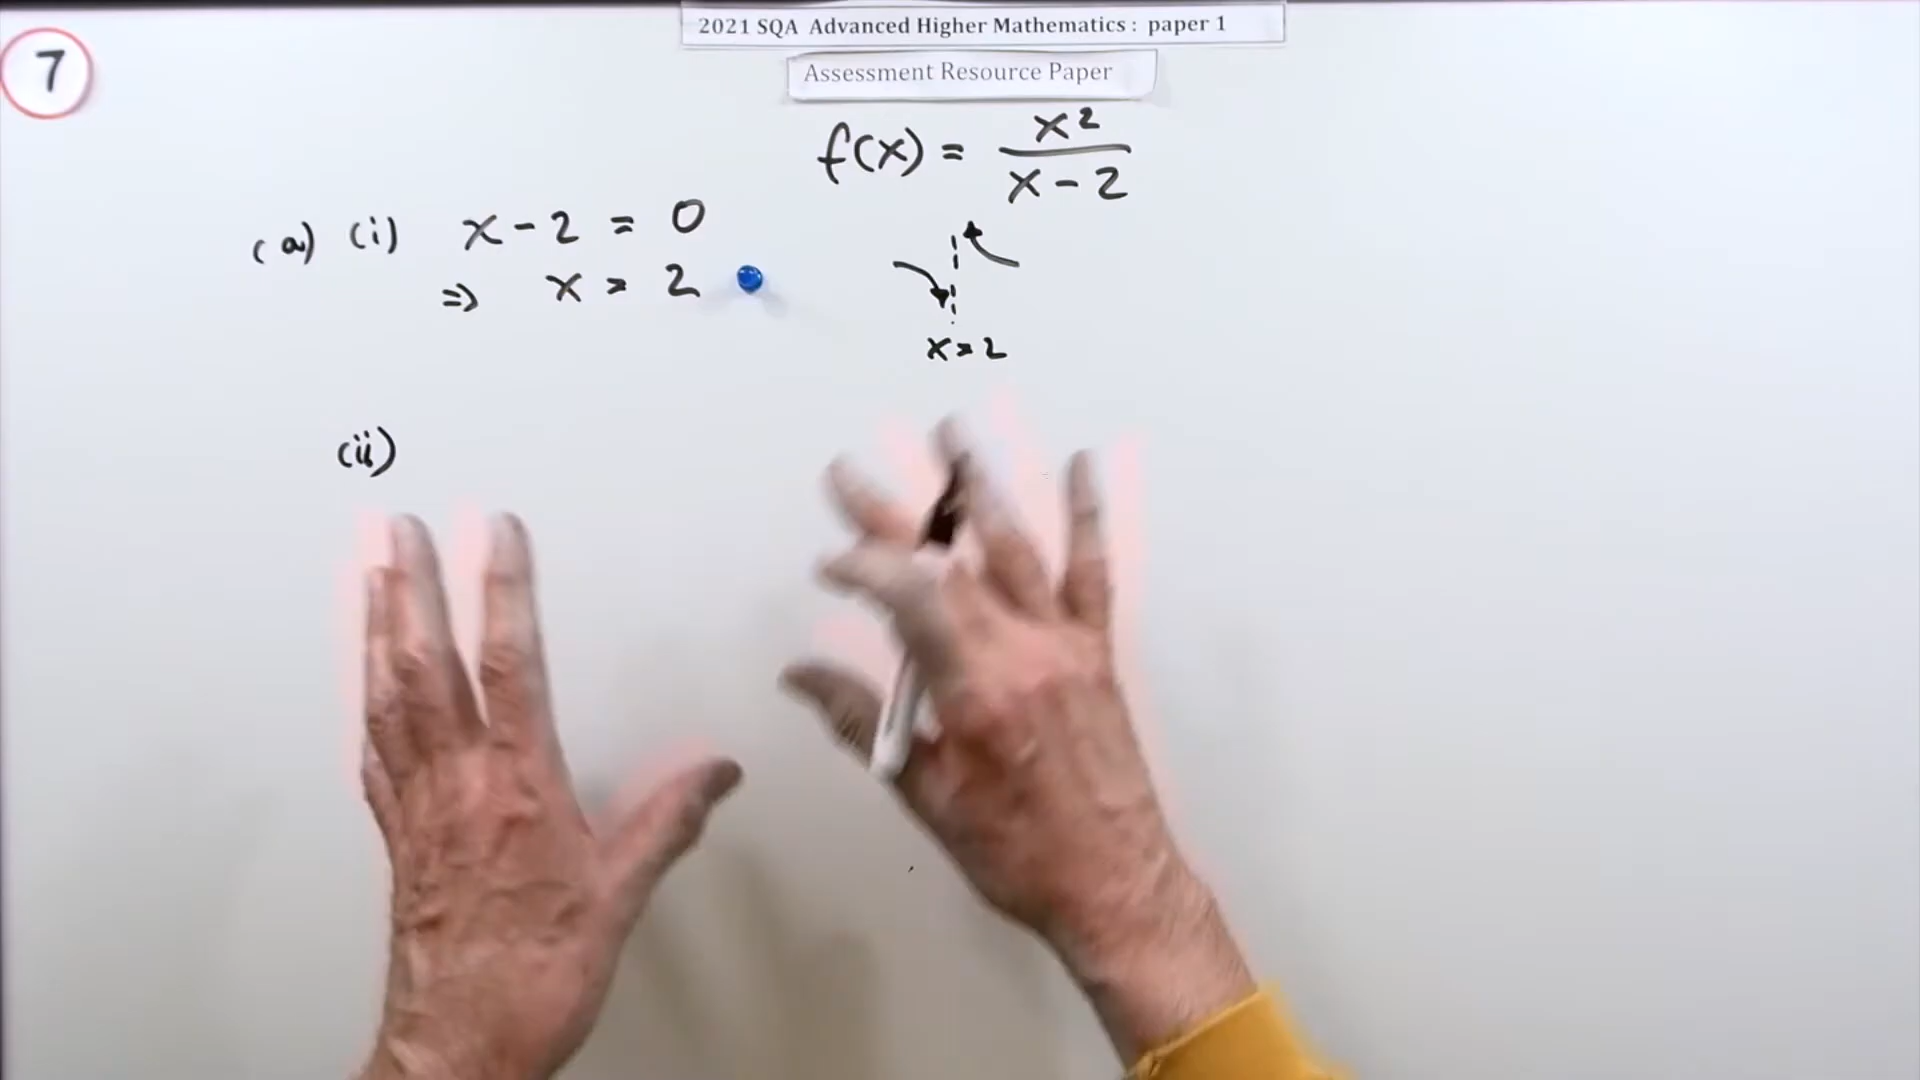 2021 SQA Advanced Higher Mathematics : paper 1
Assessment Resource Paper
7
f(x) = x² / x - 2
(a) (i) x - 2 = 0
⇒ x = 2
x = 2
(ii)